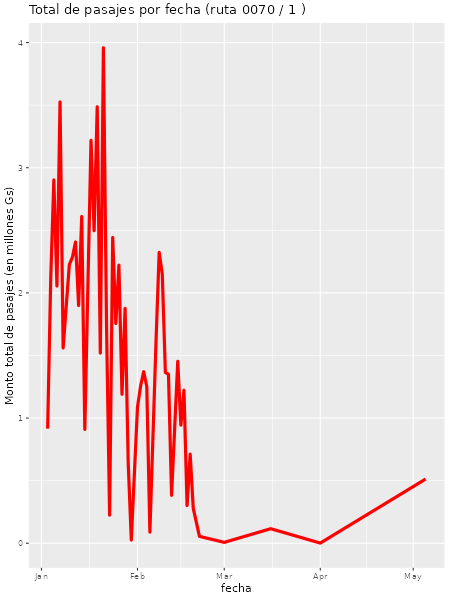 Total de pasajes por fecha (ruta 0070 / 1 )
Monto total de pasajes (en millones Gs)
4
3
2
1
0
Jan Feb Mar Apr May
fecha